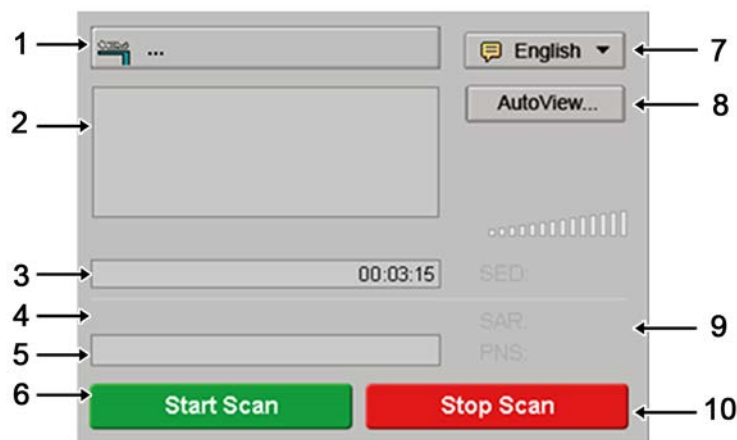 1
...
English
7
2
AutoView...
8
3
00:03:15
SED:
4
SAR:
9
5
PNS:
6
Start Scan
Stop Scan
10